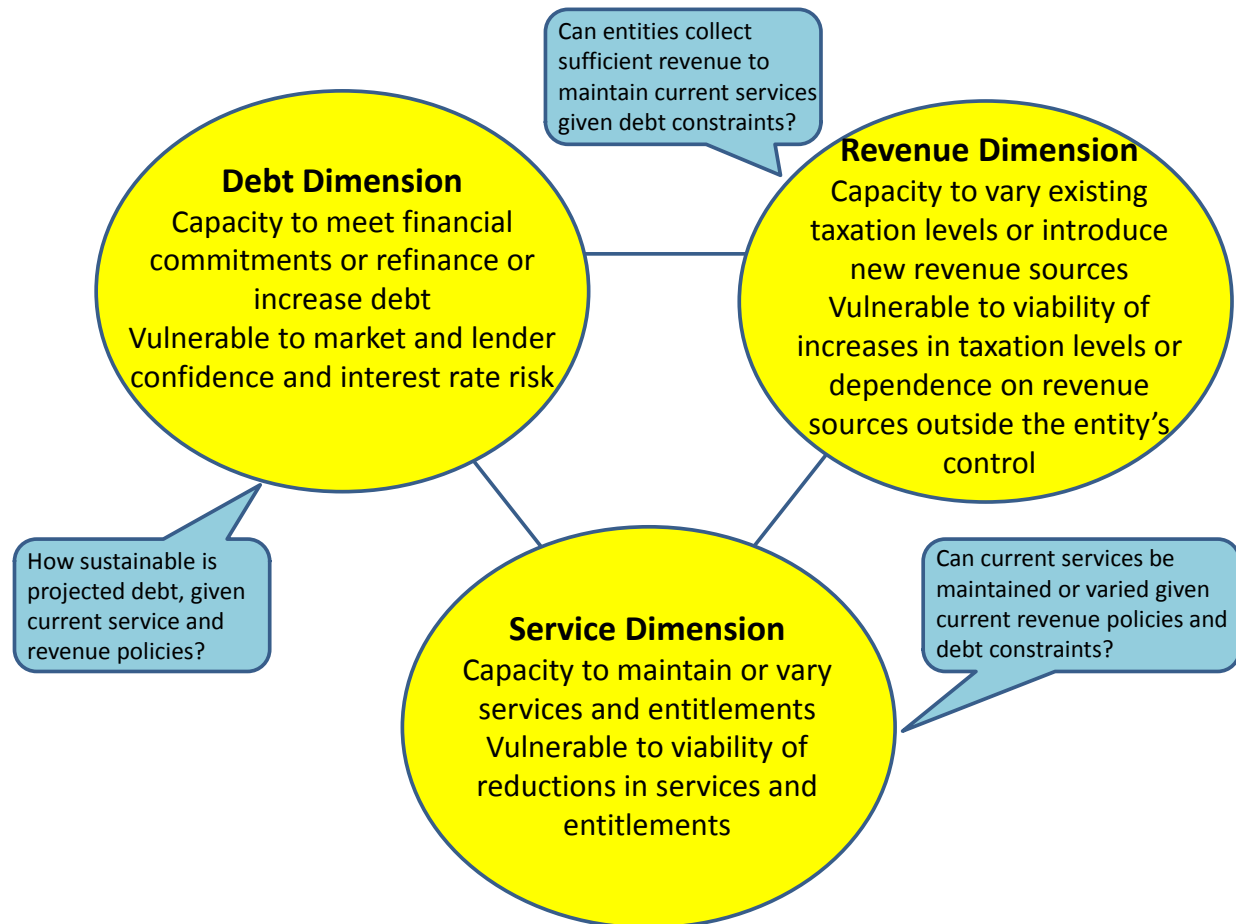 Can entities collect
sufficient revenue to
maintain current services
given debt constraints?
Debt Dimension
Capacity to meet financial
commitments or refinance or
increase debt
Vulnerable to market and lender
confidence and interest rate risk
Revenue Dimension
Capacity to vary existing
taxation levels or introduce
new revenue sources
Vulnerable to viability of
increases in taxation levels or
dependence on revenue
sources outside the entity’s
control
How sustainable is
projected debt, given
current service and
revenue policies?
Can current services be
maintained or varied given
current revenue policies and
debt constraints?
Service Dimension
Capacity to maintain or vary
services and entitlements
Vulnerable to viability of
reductions in services and
entitlements